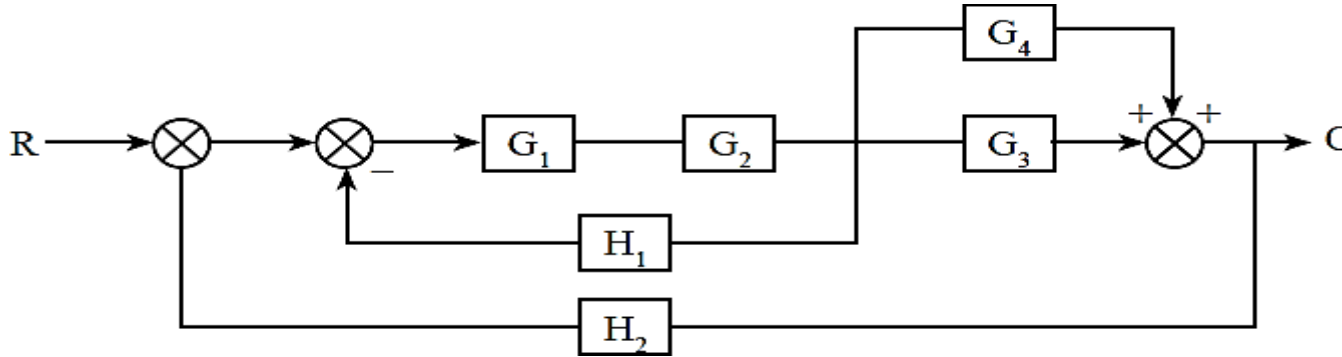 G₄
+ +
R G₁ G₂ G₃ C
−
H₁
H₂